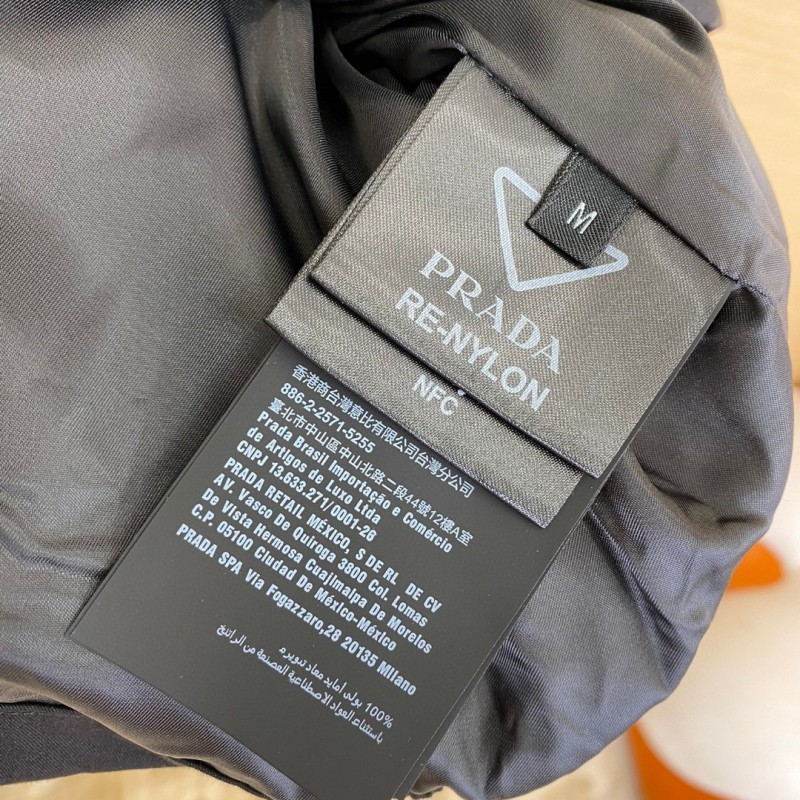 M
PRADA
RE-NYLON
NFC
香港商台灣意比有限公司台灣分公司
886-2-2571-5255
臺北市中山區中山北路二段44號12樓A室
Prada Brasil Importação e Comércio
de Artigos de Luxo Ltda
CNPJ 13.633.271/0001-28
PRADA RETAIL MÉXICO, S DE RL DE CV
AV. Vasco De Quiroga 3800 Col. Lomas
De Vista Hermosa Cuajimalpa De Morelos
C.P. 05100 Ciudad De México-México
PRADA SPA Via Fogazzaro,28 20135 Milano
100% بولي أمايد معاد تدويره
باستثناء المواد الاصطناعية المصنعة من الراتنج